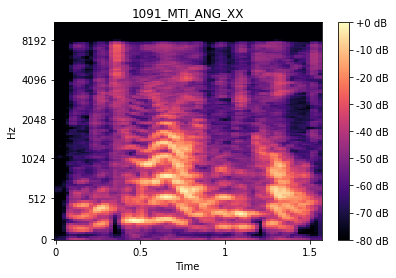 1091_MTI_ANG_XX
Hz
8192
4096
2048
1024
512
0
0
0.5
1
1.5
Time
+0 dB
-10 dB
-20 dB
-30 dB
-40 dB
-50 dB
-60 dB
-70 dB
-80 dB